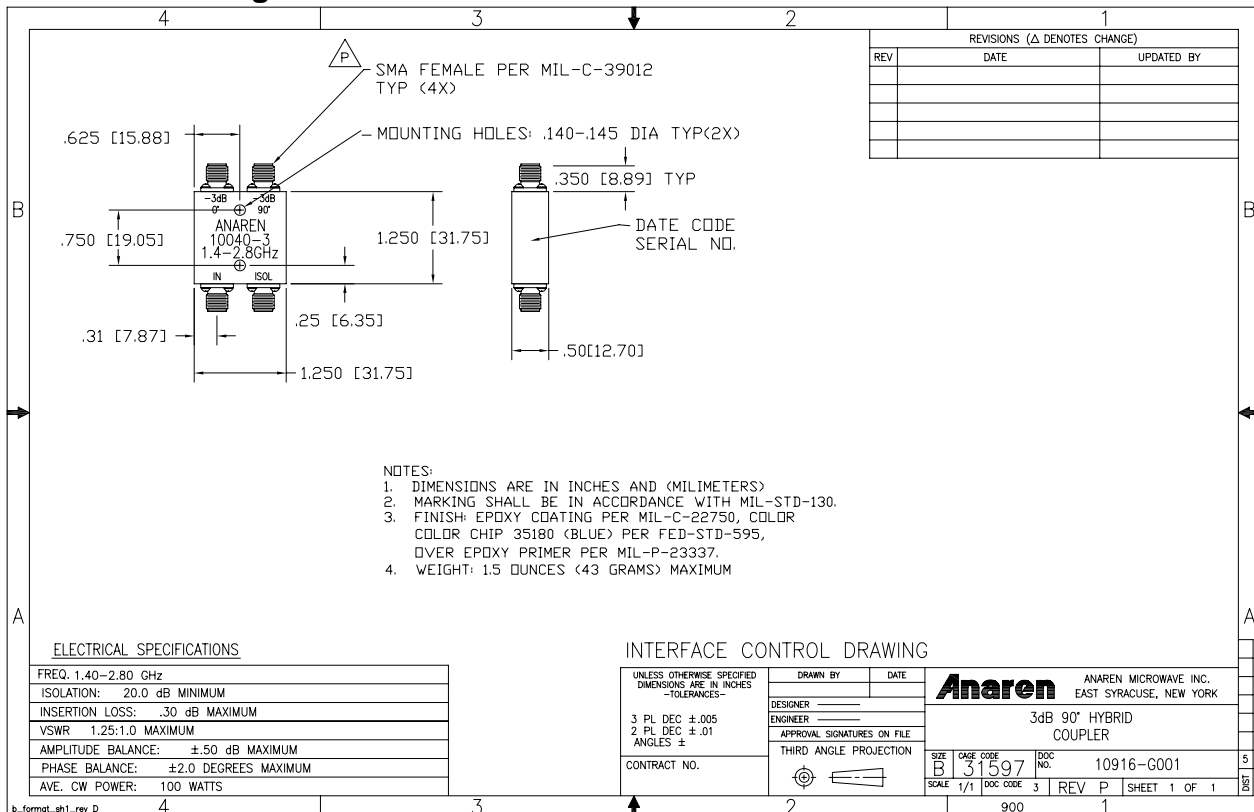 4 3 2 1
REVISIONS (△ DENOTES CHANGE)
REV DATE UPDATED BY
P
SMA FEMALE PER MIL-C-39012
TYP (4X)
MOUNTING HOLES: .140-.145 DIA TYP(2X)
.625 [15.88]
.350 [8.89] TYP
B B
-3dB -3dB
0° 90°
ANAREN
10040-3
1.4-2.8GHz
IN ISOL
.750 [19.05]
1.250 [31.75]
DATE CODE
SERIAL NO.
.25 [6.35]
.31 [7.87]
.50[12.70]
1.250 [31.75]
NOTES:
1. DIMENSIONS ARE IN INCHES AND (MILIMETERS)
2. MARKING SHALL BE IN ACCORDANCE WITH MIL-STD-130.
3. FINISH: EPOXY COATING PER MIL-C-22750, COLOR
COLOR CHIP 35180 (BLUE) PER FED-STD-595,
OVER EPOXY PRIMER PER MIL-P-23337.
4. WEIGHT: 1.5 OUNCES (43 GRAMS) MAXIMUM
A A
ELECTRICAL SPECIFICATIONS
FREQ. 1.40-2.80 GHz
ISOLATION: 20.0 dB MINIMUM
INSERTION LOSS: .30 dB MAXIMUM
VSWR 1.25:1.0 MAXIMUM
AMPLITUDE BALANCE: ±.50 dB MAXIMUM
PHASE BALANCE: ±2.0 DEGREES MAXIMUM
AVE. CW POWER: 100 WATTS
INTERFACE CONTROL DRAWING
UNLESS OTHERWISE SPECIFIED
DIMENSIONS ARE IN INCHES
-TOLERANCES-
3 PL DEC ±.005
2 PL DEC ±.01
ANGLES ±
CONTRACT NO.
DRAWN BY DATE
DESIGNER
ENGINEER
APPROVAL SIGNATURES ON FILE
THIRD ANGLE PROJECTION
Anaren
ANAREN MICROWAVE INC.
EAST SYRACUSE, NEW YORK
3dB 90° HYBRID
COUPLER
SIZE B
CAGE CODE 31597
DOC NO. 10916-G001
SCALE 1/1 DOC CODE 3 REV P SHEET 1 OF 1
5
DIST
b_format_sh1_rev D 4 3 2 900 1